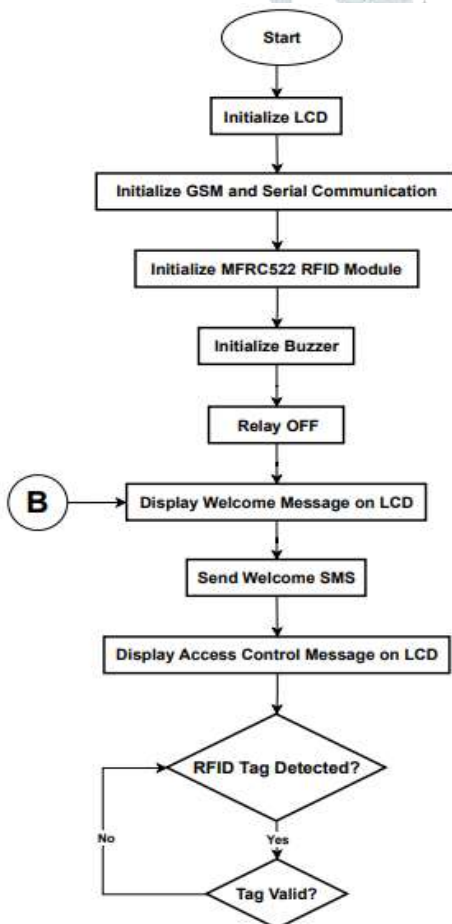 Start
Initialize LCD
Initialize GSM and Serial Communication
Initialize MFRC522 RFID Module
Initialize Buzzer
Relay OFF
B
Display Welcome Message on LCD
Send Welcome SMS
Display Access Control Message on LCD
RFID Tag Detected?
No
Yes
Tag Valid?